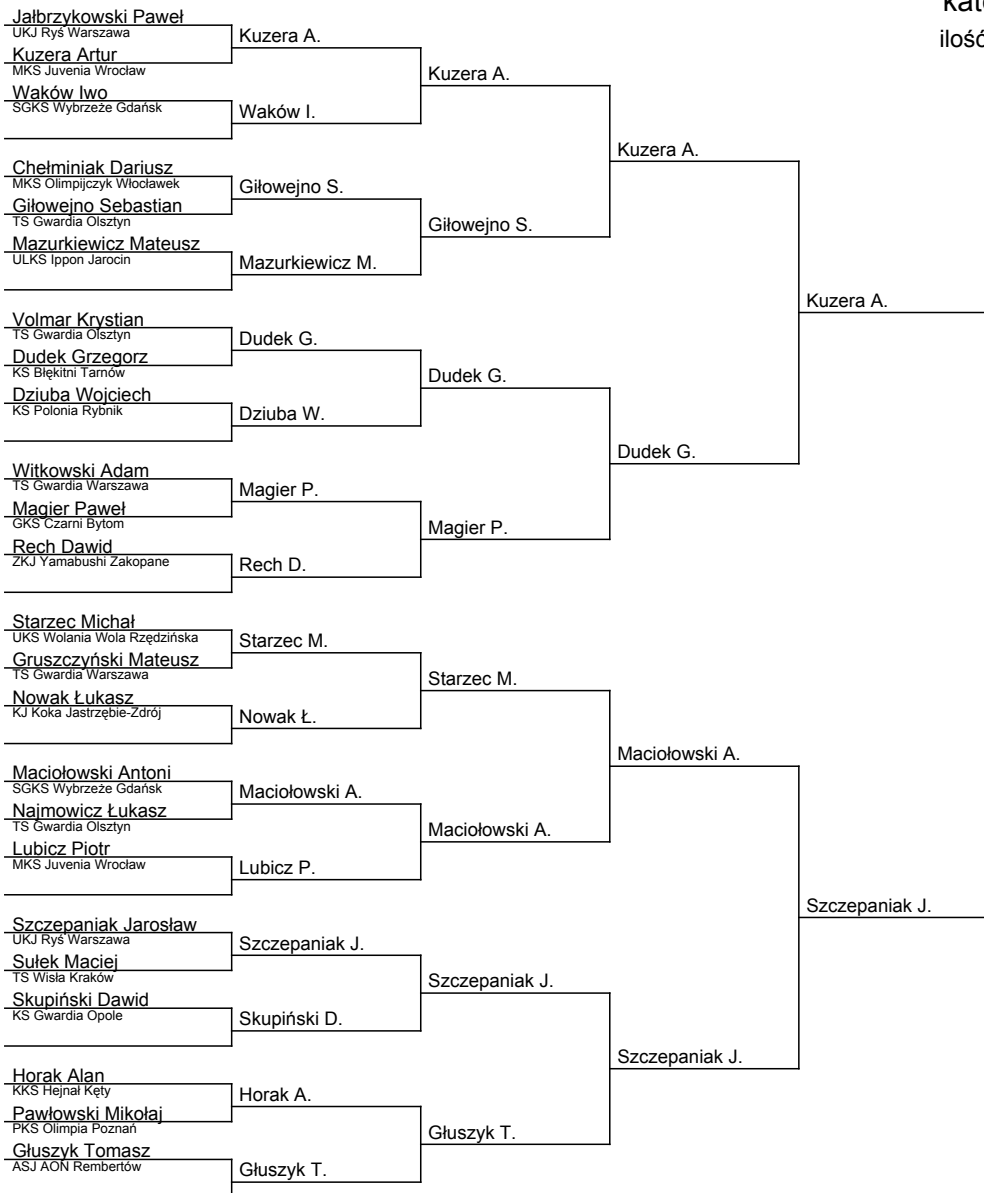 kate
ilość
Jałbrzykowski Paweł
UKJ Ryś Warszawa
Kuzera Artur
MKS Juvenia Wrocław
Waków Iwo
SGKS Wybrzeże Gdańsk
Chełminiak Dariusz
MKS Olimpijczyk Włocławek
Giłowejno Sebastian
TS Gwardia Olsztyn
Mazurkiewicz Mateusz
ULKS Ippon Jarocin
Volmar Krystian
TS Gwardia Olsztyn
Dudek Grzegorz
KS Błękitni Tarnów
Dziuba Wojciech
KS Polonia Rybnik
Witkowski Adam
TS Gwardia Warszawa
Magier Paweł
GKS Czarni Bytom
Rech Dawid
ZKJ Yamabushi Zakopane
Starzec Michał
UKS Wolania Wola Rzędzińska
Gruszczyński Mateusz
TS Gwardia Warszawa
Nowak Łukasz
KJ Koka Jastrzębie-Zdrój
Maciołowski Antoni
SGKS Wybrzeże Gdańsk
Najmowicz Łukasz
TS Gwardia Olsztyn
Lubicz Piotr
MKS Juvenia Wrocław
Szczepaniak Jarosław
UKJ Ryś Warszawa
Sułek Maciej
TS Wisła Kraków
Skupiński Dawid
KS Gwardia Opole
Horak Alan
KKS Hejnał Kęty
Pawłowski Mikołaj
PKS Olimpia Poznań
Głuszyk Tomasz
ASJ AON Rembertów
Kuzera A.
Waków I.
Giłowejno S.
Mazurkiewicz M.
Dudek G.
Dziuba W.
Magier P.
Rech D.
Starzec M.
Nowak Ł.
Maciołowski A.
Lubicz P.
Szczepaniak J.
Skupiński D.
Horak A.
Głuszyk T.
Kuzera A.
Giłowejno S.
Dudek G.
Magier P.
Starzec M.
Maciołowski A.
Szczepaniak J.
Głuszyk T.
Kuzera A.
Dudek G.
Maciołowski A.
Szczepaniak J.
Kuzera A.
Szczepaniak J.